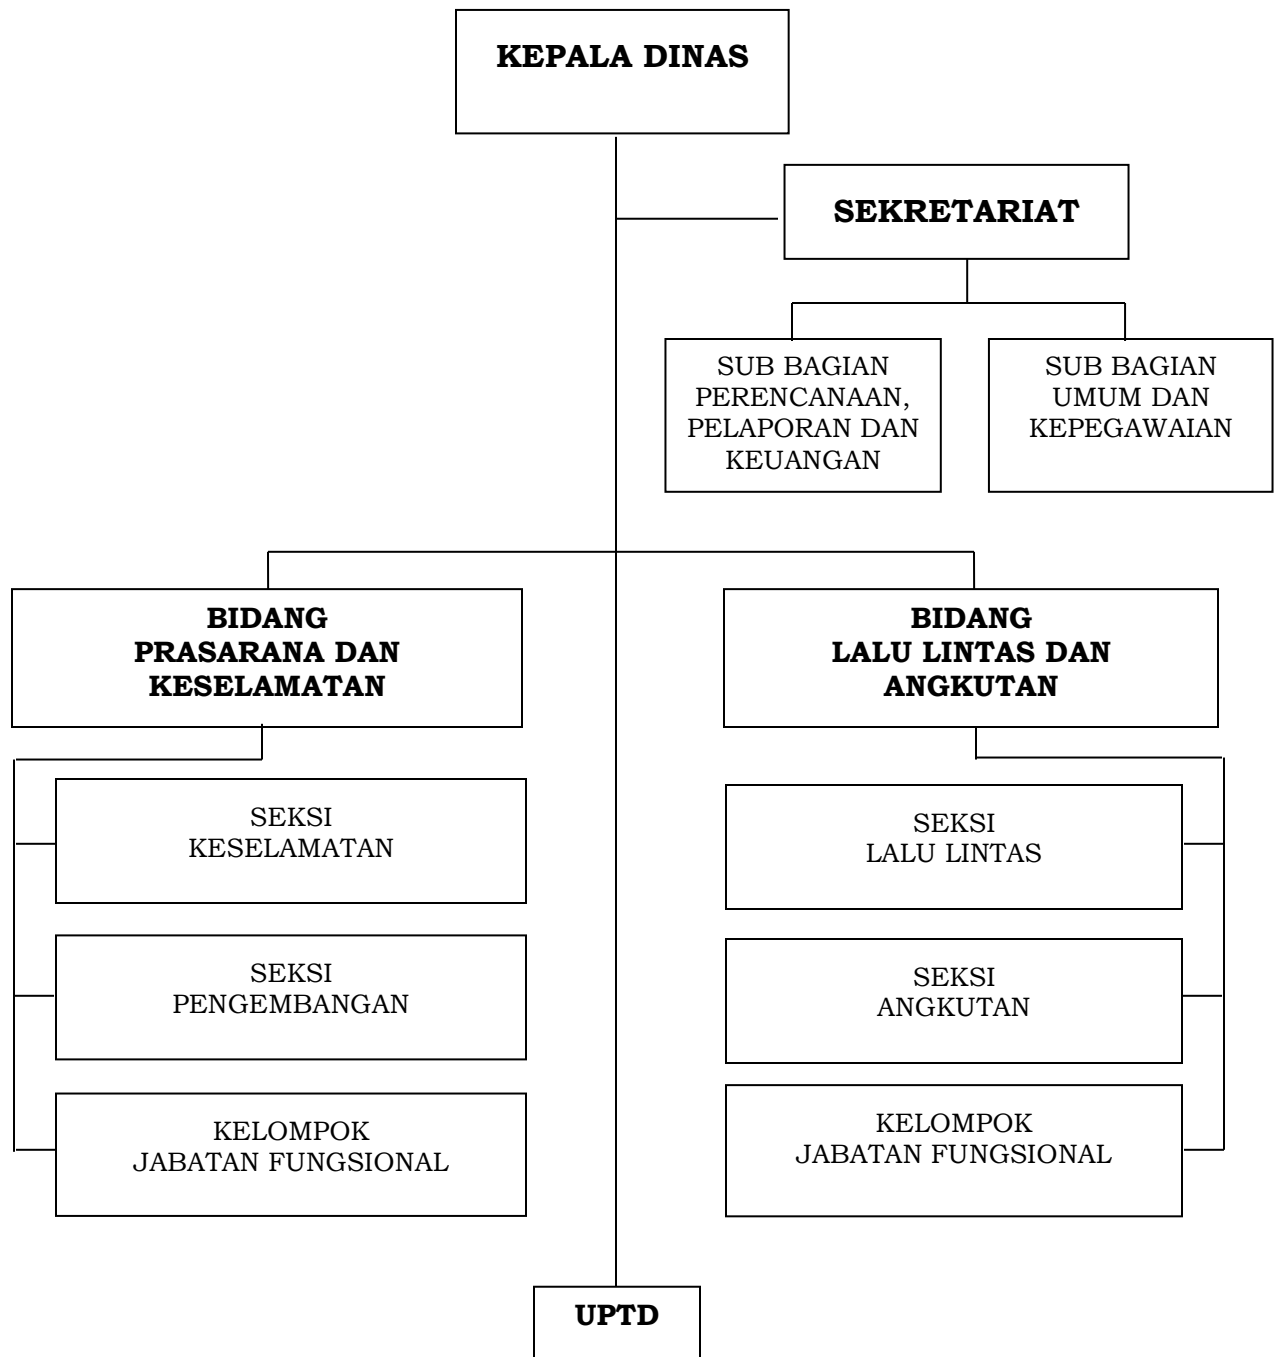 KEPALA DINAS
SEKRETARIAT
SUB BAGIAN
PERENCANAAN,
PELAPORAN DAN
KEUANGAN
SUB BAGIAN
UMUM DAN
KEPEGAWAIAN
BIDANG
PRASARANA DAN
KESELAMATAN
BIDANG
LALU LINTAS DAN
ANGKUTAN
SEKSI
KESELAMATAN
SEKSI
LALU LINTAS
SEKSI
PENGEMBANGAN
SEKSI
ANGKUTAN
KELOMPOK
JABATAN FUNGSIONAL
KELOMPOK
JABATAN FUNGSIONAL
UPTD